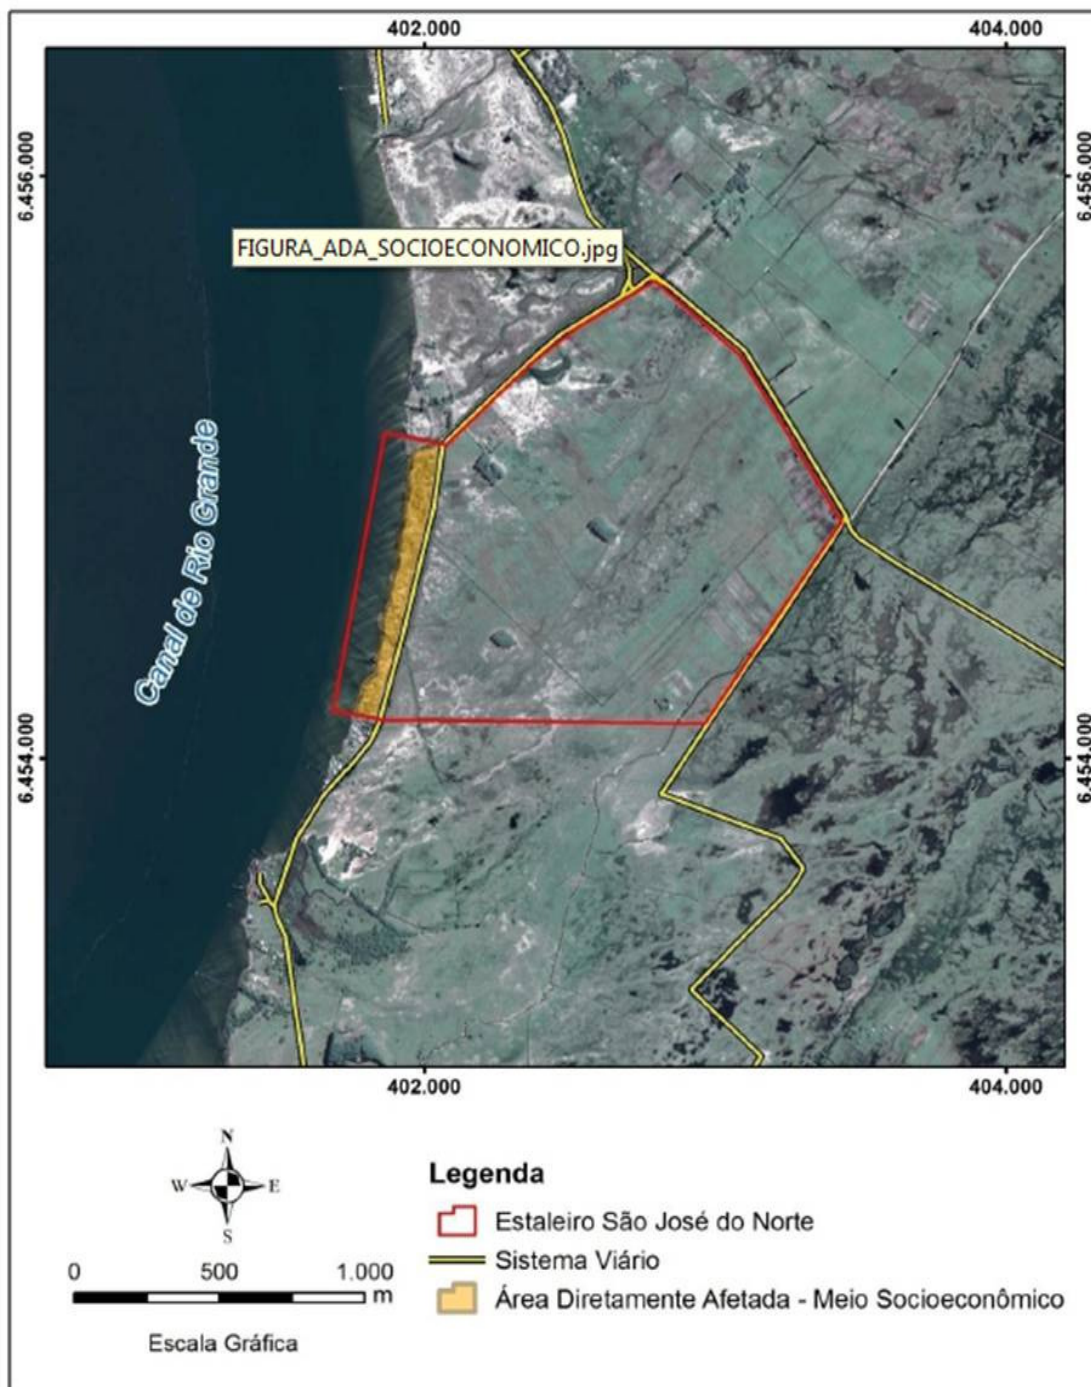 402.000
404.000
6.456.000
6.456.000
FIGURA_ADA_SOCIOECONOMICO.jpg
Canal de Rio Grande
6.454.000
6.454.000
402.000
404.000
N
W
E
S
0
500
1.000
m
Escala Gráfica
Legenda
Estaleiro São José do Norte
Sistema Viário
Área Diretamente Afetada - Meio Socioeconômico